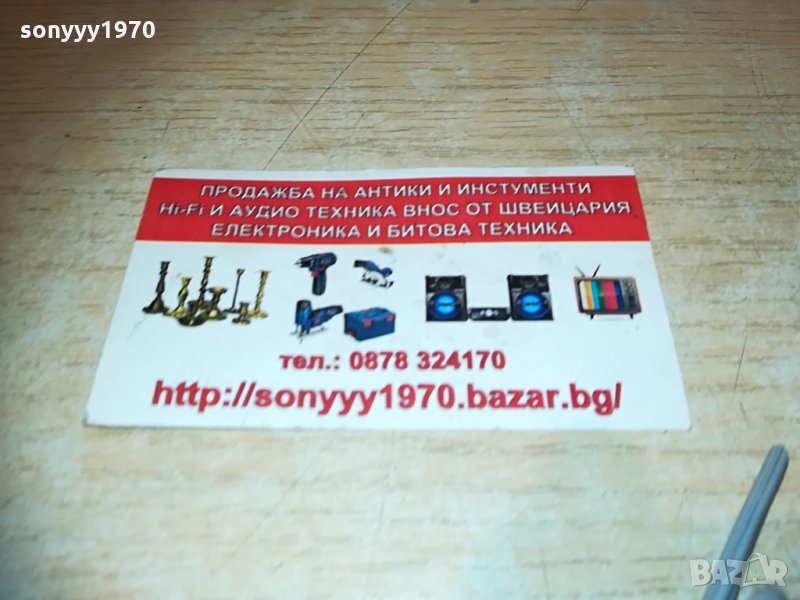 sonyyy1970
ПРОДАЖБА НА АНТИКИ И ИНСТУМЕНТИ
Hi-Fi И АУДИО ТЕХНИКА ВНОС ОТ ШВЕИЦАРИЯ
ЕЛЕКТРОНИКА И БИТОВА ТЕХНИКА
тел.: 0878 324170
http://sonyyy1970.bazar.bg/
BAZAR